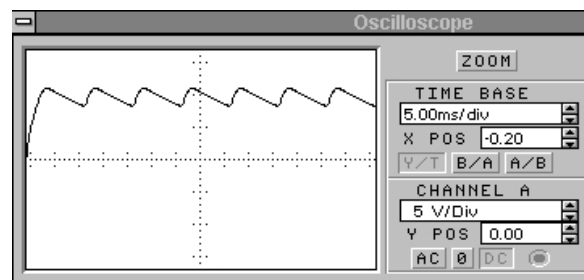 Oscilloscope
ZOOM
TIME BASE
5.00ms/div
X POS -0.20
Y/T B/A A/B
CHANNEL A
5 V/Div
Y POS 0.00
AC 0 DC